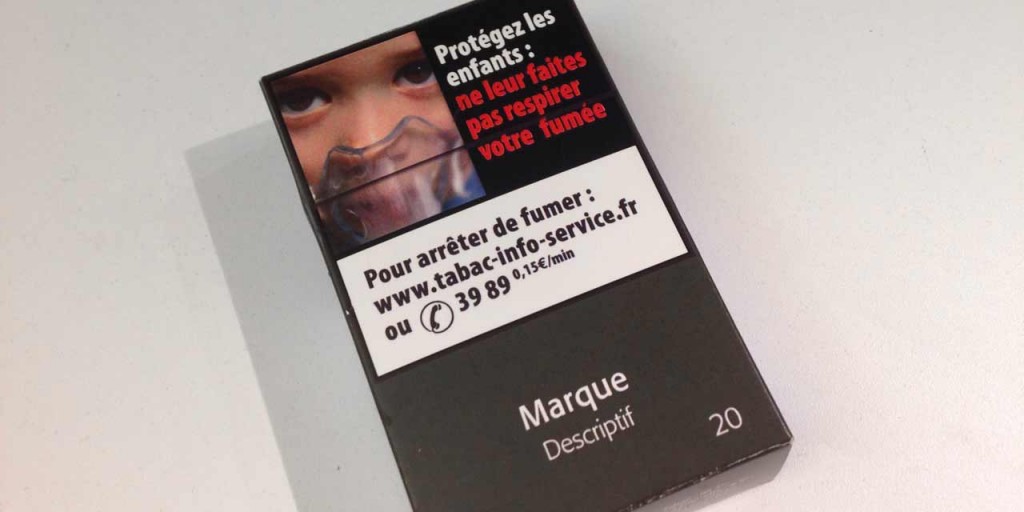 Protégez les
enfants :
ne leur faites
pas respirer
votre fumée
Pour arrêter de fumer :
www.tabac-info-service.fr
ou 39 89 0,15€/min
Marque
Descriptif
20